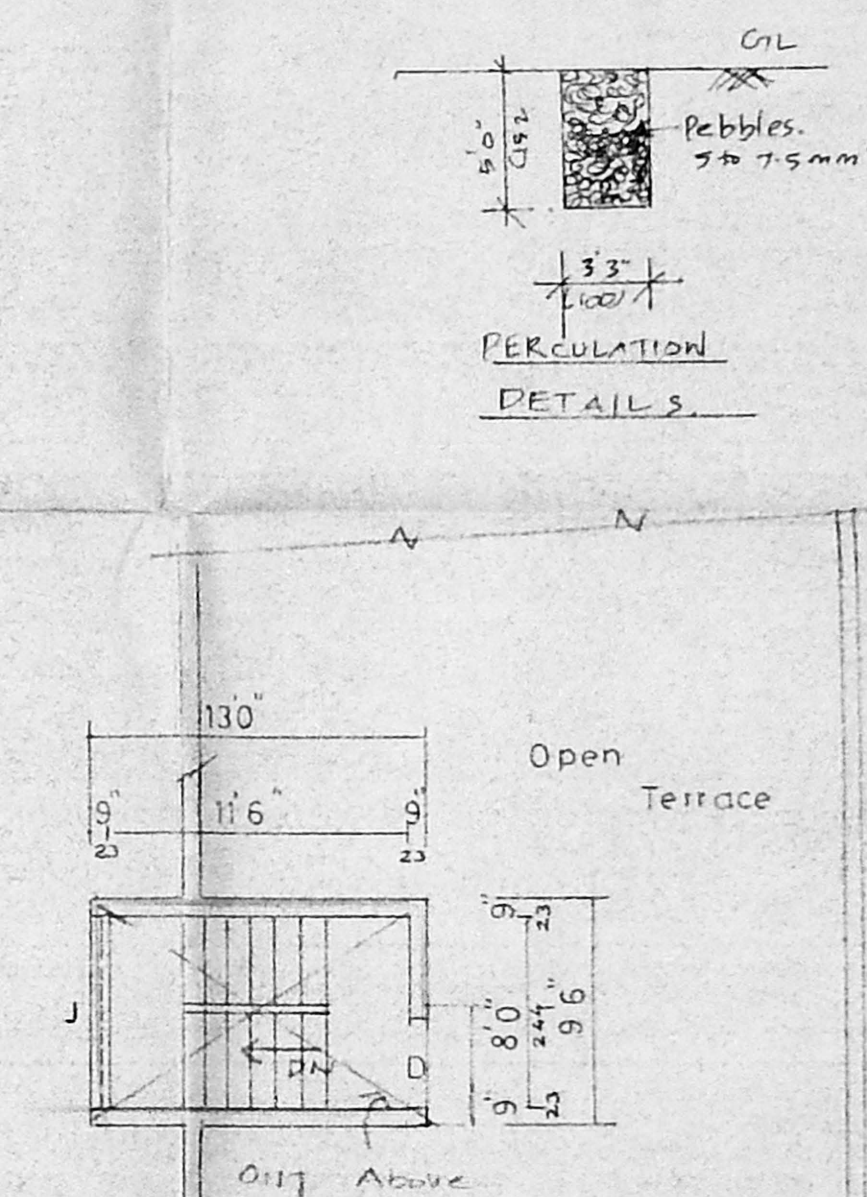 GL
5'0"
(152
Pebbles.
5 to 7.5 mm
3'3"
(100)
PERCULATION
DETAILS.
N N
13'0"
Open
Terrace
9" 11'6" 9"
23 23
9"
23
J
8'0"
244
9'6"
D
DN
9"
23
Above